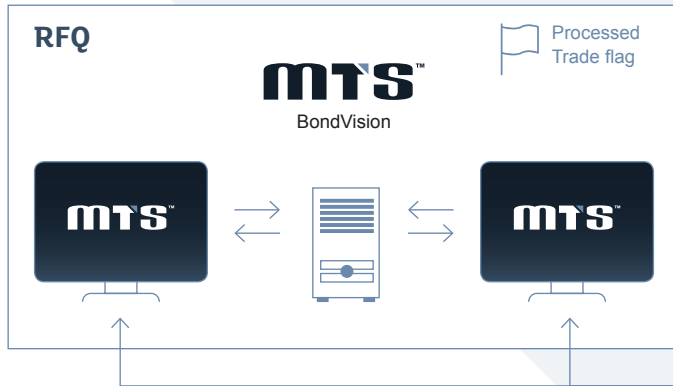 RFQ
Processed
Trade flag
MTS™
BondVision
MTS™
MTS™